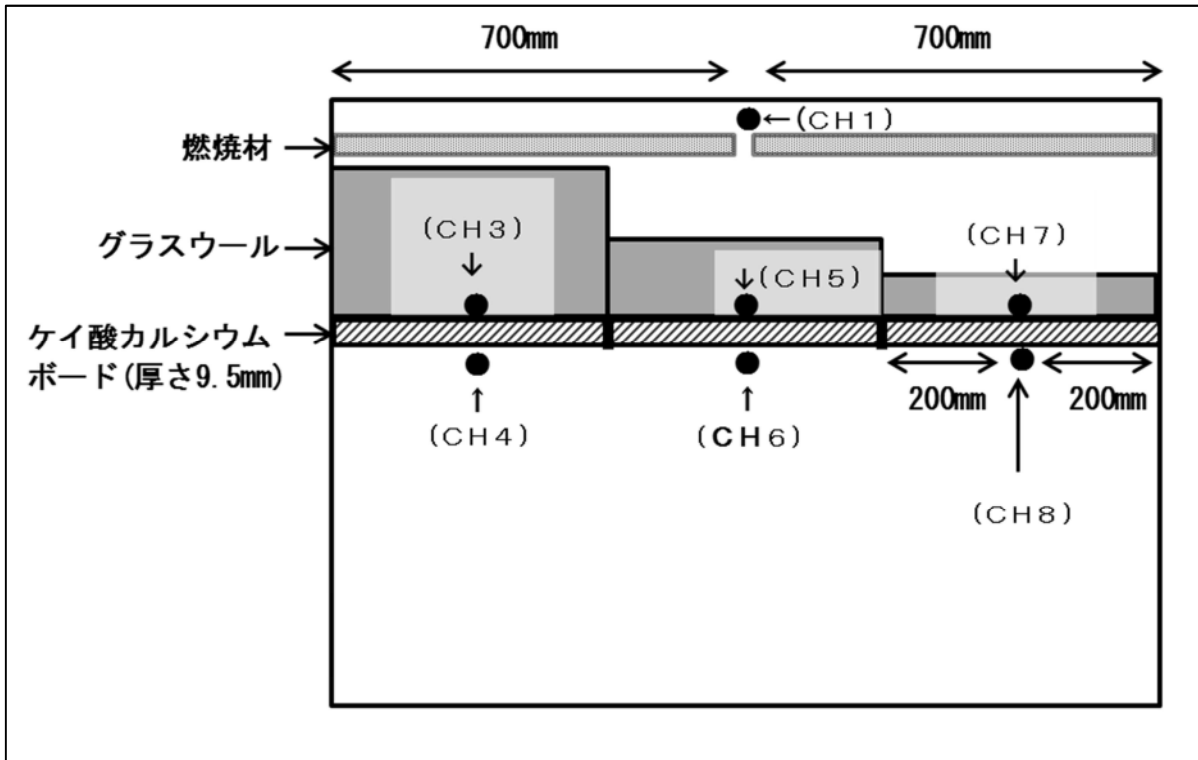 700mm
700mm
←(CH1)
燃焼材
(CH3)
(CH7)
グラスウール
(CH5)
ケイ酸カルシウム
ボード(厚さ9.5mm)
200mm
200mm
(CH4)
(CH6)
(CH8)